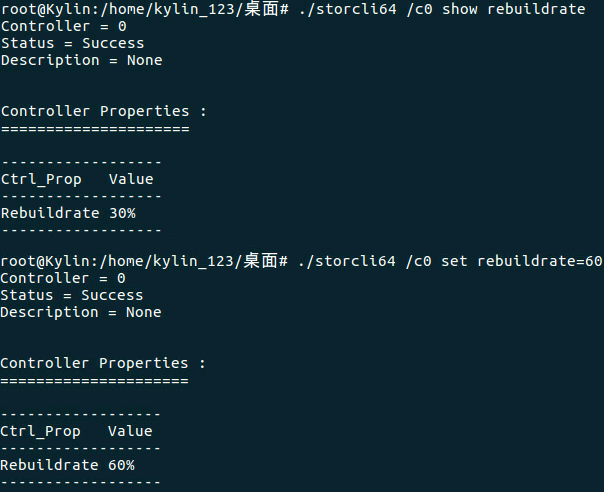 root@Kylin:/home/kylin_123/桌面# ./storcli64 /c0 show rebuildrate
Controller = 0
Status = Success
Description = None
Controller Properties :
=====================
------------------
Ctrl_Prop   Value
------------------
Rebuildrate 30%
------------------
root@Kylin:/home/kylin_123/桌面# ./storcli64 /c0 set rebuildrate=60
Controller = 0
Status = Success
Description = None
Controller Properties :
=====================
------------------
Ctrl_Prop   Value
------------------
Rebuildrate 60%
------------------